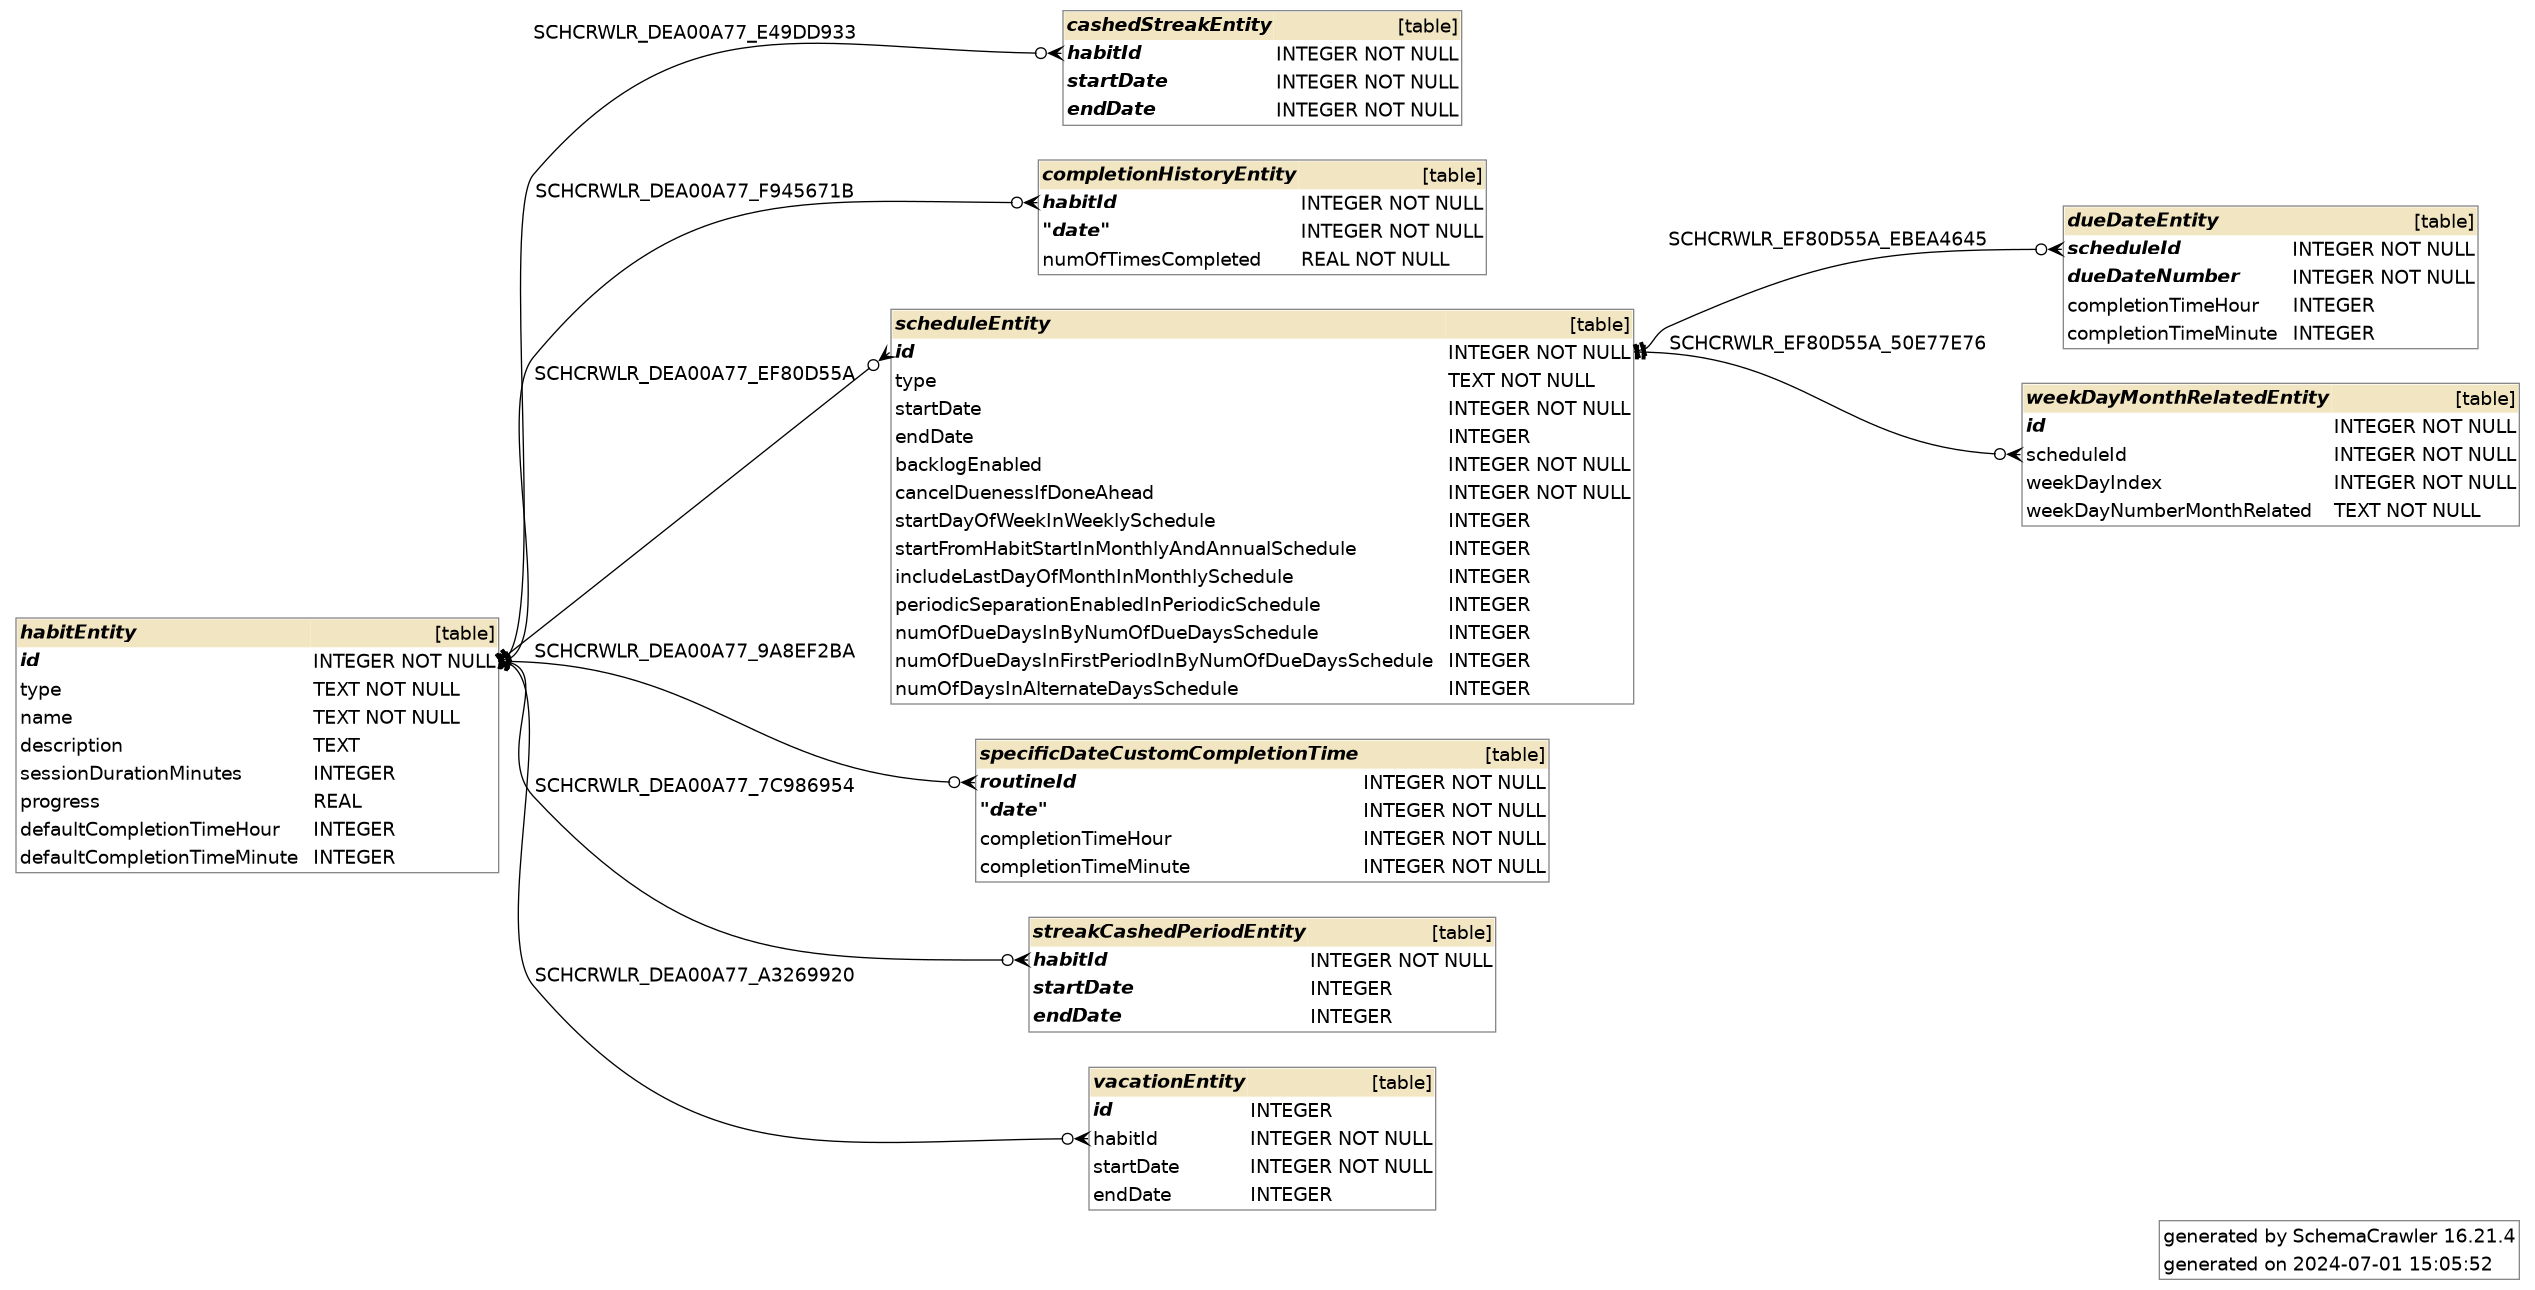 SCHCRWLR_DEA00A77_E49DD933
cashedStreakEntity [table]
habitId INTEGER NOT NULL
startDate INTEGER NOT NULL
endDate INTEGER NOT NULL
SCHCRWLR_DEA00A77_F945671B
completionHistoryEntity [table]
habitId INTEGER NOT NULL
"date" INTEGER NOT NULL
numOfTimesCompleted REAL NOT NULL
SCHCRWLR_EF80D55A_EBEA4645
dueDateEntity [table]
scheduleId INTEGER NOT NULL
dueDateNumber INTEGER NOT NULL
completionTimeHour INTEGER
completionTimeMinute INTEGER
SCHCRWLR_DEA00A77_EF80D55A
scheduleEntity [table]
id INTEGER NOT NULL
type TEXT NOT NULL
startDate INTEGER NOT NULL
endDate INTEGER
backlogEnabled INTEGER NOT NULL
cancelDuenessIfDoneAhead INTEGER NOT NULL
startDayOfWeekInWeeklySchedule INTEGER
startFromHabitStartInMonthlyAndAnnualSchedule INTEGER
includeLastDayOfMonthInMonthlySchedule INTEGER
periodicSeparationEnabledInPeriodicSchedule INTEGER
numOfDueDaysInByNumOfDueDaysSchedule INTEGER
numOfDueDaysInFirstPeriodInByNumOfDueDaysSchedule INTEGER
numOfDaysInAlternateDaysSchedule INTEGER
SCHCRWLR_EF80D55A_50E77E76
weekDayMonthRelatedEntity [table]
id INTEGER NOT NULL
scheduleId INTEGER NOT NULL
weekDayIndex INTEGER NOT NULL
weekDayNumberMonthRelated TEXT NOT NULL
habitEntity [table]
id INTEGER NOT NULL
type TEXT NOT NULL
name TEXT NOT NULL
description TEXT
sessionDurationMinutes INTEGER
progress REAL
defaultCompletionTimeHour INTEGER
defaultCompletionTimeMinute INTEGER
SCHCRWLR_DEA00A77_9A8EF2BA
specificDateCustomCompletionTime [table]
routineId INTEGER NOT NULL
"date" INTEGER NOT NULL
completionTimeHour INTEGER NOT NULL
completionTimeMinute INTEGER NOT NULL
SCHCRWLR_DEA00A77_7C986954
streakCashedPeriodEntity [table]
habitId INTEGER NOT NULL
startDate INTEGER
endDate INTEGER
SCHCRWLR_DEA00A77_A3269920
vacationEntity [table]
id INTEGER
habitId INTEGER NOT NULL
startDate INTEGER NOT NULL
endDate INTEGER
generated by SchemaCrawler 16.21.4
generated on 2024-07-01 15:05:52